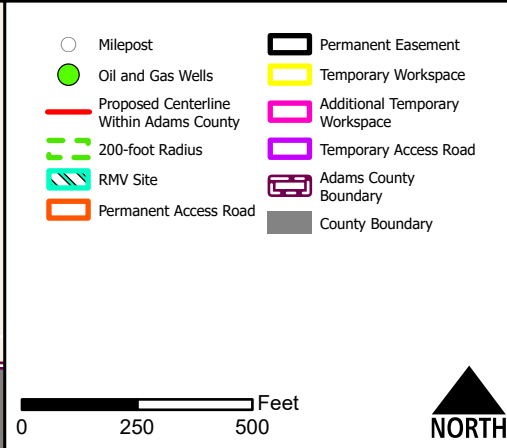 Milepost
Oil and Gas Wells
Proposed Centerline
Within Adams County
200-foot Radius
RMV Site
Permanent Access Road
Permanent Easement
Temporary Workspace
Additional Temporary
Workspace
Temporary Access Road
Adams County
Boundary
County Boundary
Feet
0 250 500
NORTH